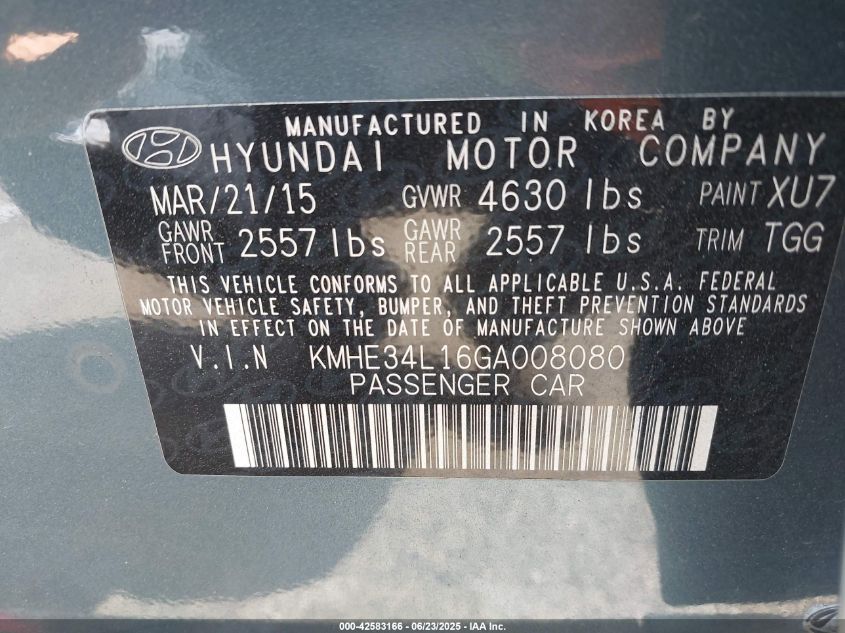 MANUFACTURED IN KOREA BY
HYUNDAI MOTOR COMPANY
MAR/21/15 GVWR 4630 lbs PAINT XU7
GAWR FRONT 2557 lbs GAWR REAR 2557 lbs TRIM TGG
THIS VEHICLE CONFORMS TO ALL APPLICABLE U.S.A. FEDERAL
MOTOR VEHICLE SAFETY, BUMPER, AND THEFT PREVENTION STANDARDS
IN EFFECT ON THE DATE OF MANUFACTURE SHOWN ABOVE
V.I.N KMHE34L16GA008080
PASSENGER CAR
000-42583166 - 06/23/2025 - IAA Inc.